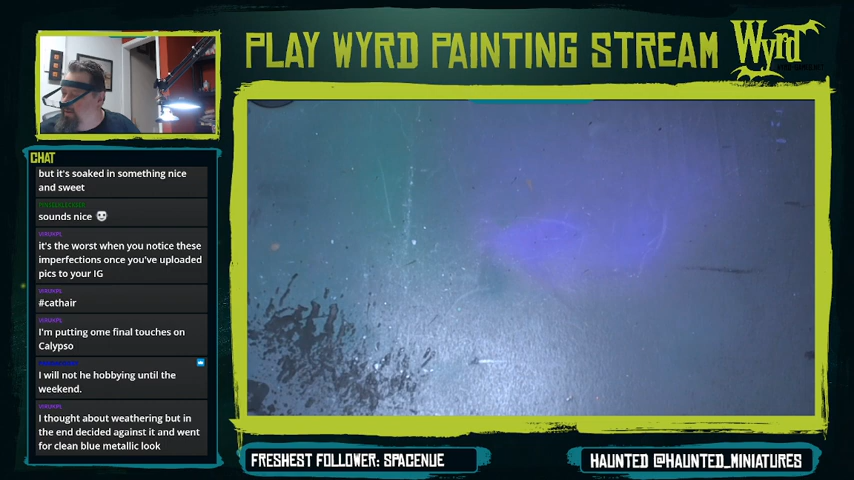 PLAY WYRD PAINTING STREAM
Wyrd
CHAT
but it's soaked in something nice
and sweet
sounds nice
it's the worst when you notice these
imperfections once you've uploaded
pics to your IG
#cathair
I'm putting ome final touches on
Calypso
I will not he hobbying until the
weekend.
I thought about weathering but in
the end decided against it and went
for clean blue metallic look
FRESHEST FOLLOWER: SPACENUE
HAUNTED @HAUNTED_MINIATURES